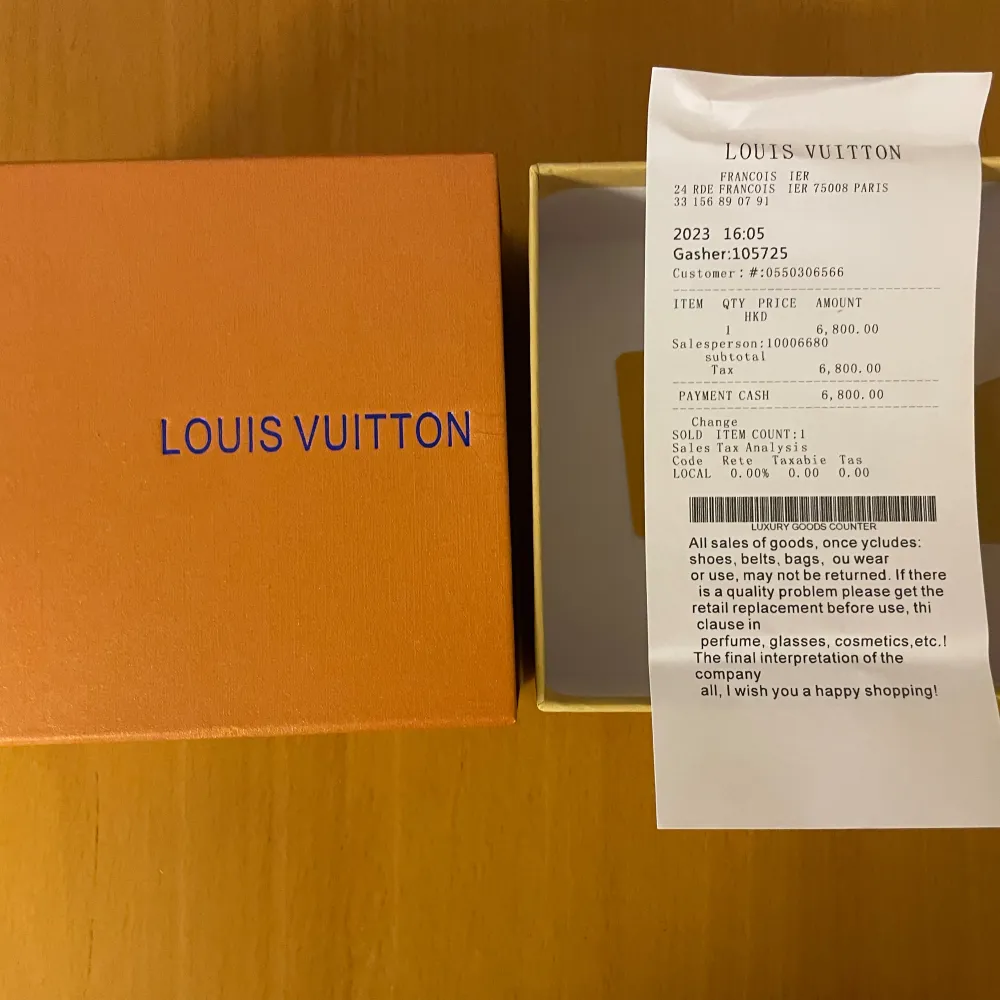 LOUIS VUITTON
LOUIS VUITTON
FRANCOIS IER
24 RDE FRANCOIS IER 75008 PARIS
33 156 89 07 91
2023 16:05
Gasher:105725
Customer：#:0550306566
ITEM QTY PRICE AMOUNT
HKD
1 6,800.00
Salesperson:10006680
subtotal
Tax 6,800.00
PAYMENT CASH 6,800.00
Change
SOLD ITEM COUNT:1
Sales Tax Analysis
Code Rete Taxabie Tas
LOCAL 0.00% 0.00 0.00
LUXURY GOODS COUNTER
All sales of goods, once ycludes:
shoes, belts, bags, ou wear
or use, may not be returned. If there
is a quality problem please get the
retail replacement before use, thi
clause in
perfume, glasses, cosmetics,etc.!
The final interpretation of the
company
all, I wish you a happy shopping!